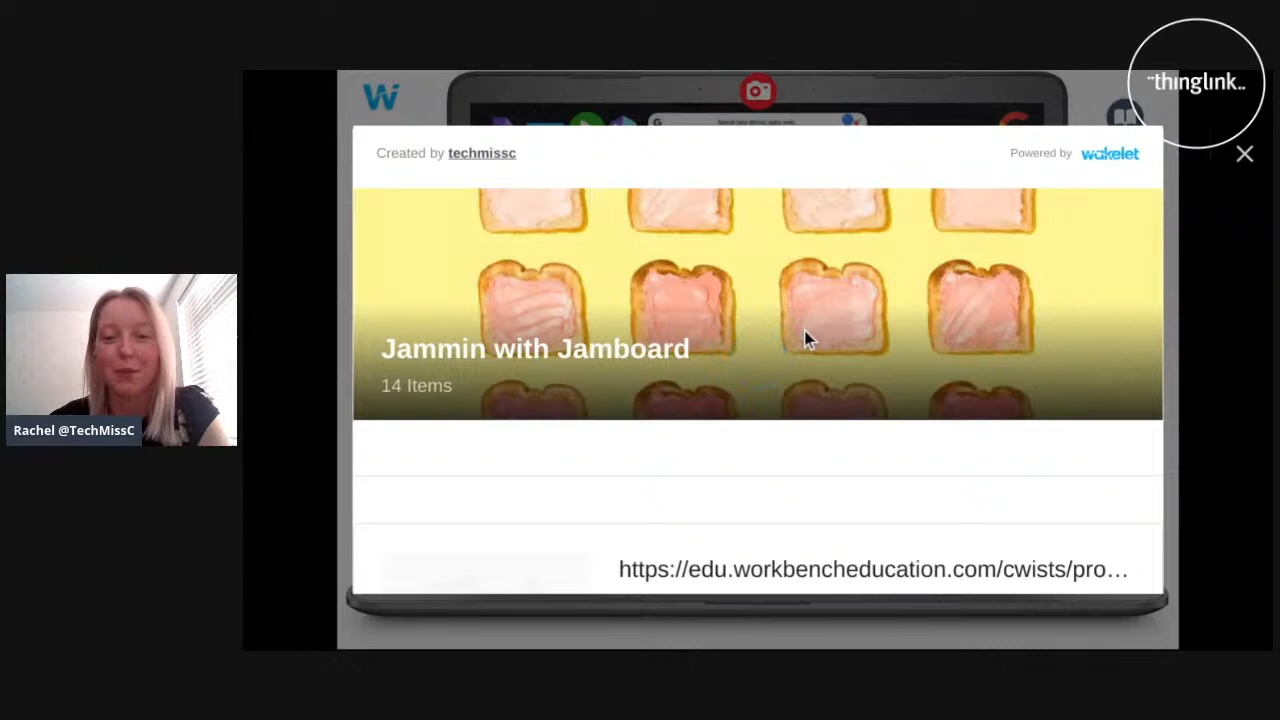 ¨thinglink..
W
Created by techmissc
Powered by wakelet
Jammin with Jamboard
14 Items
https://edu.workbencheducation.com/cwists/pro…
Rachel @TechMissC